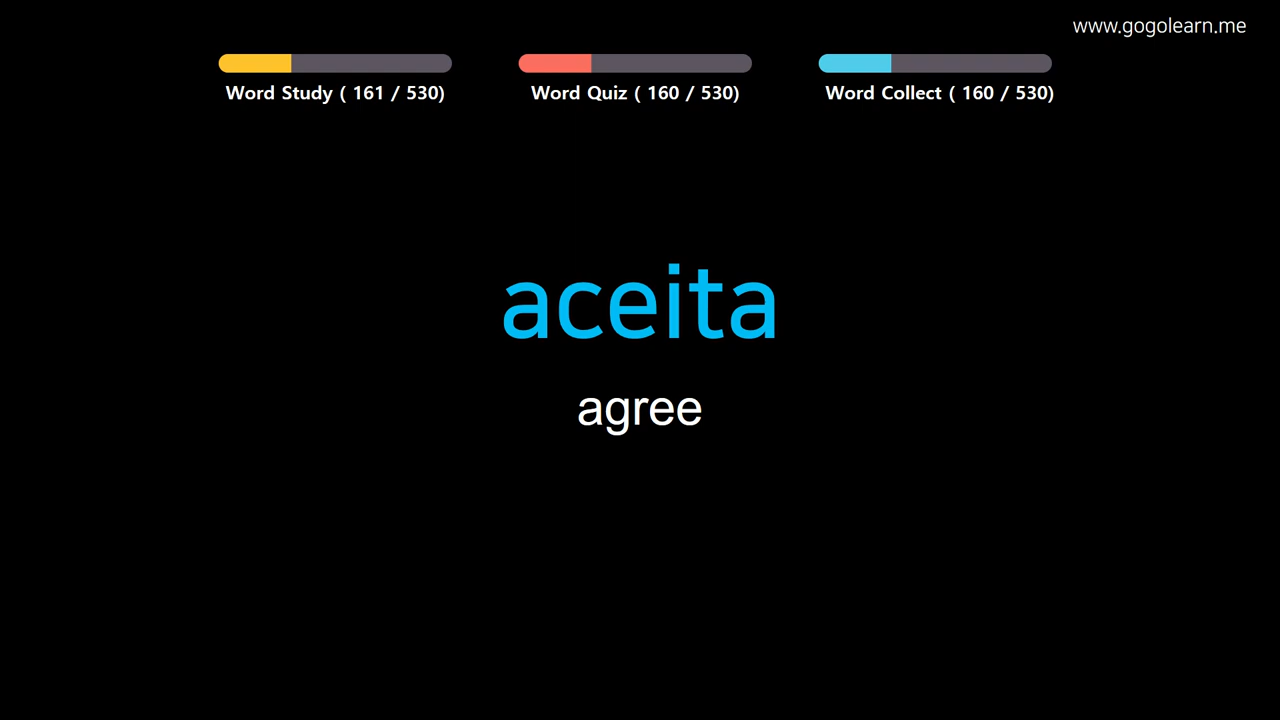 www.gogolearn.me
Word Study ( 161 / 530)
Word Quiz ( 160 / 530)
Word Collect ( 160 / 530)
aceita
agree